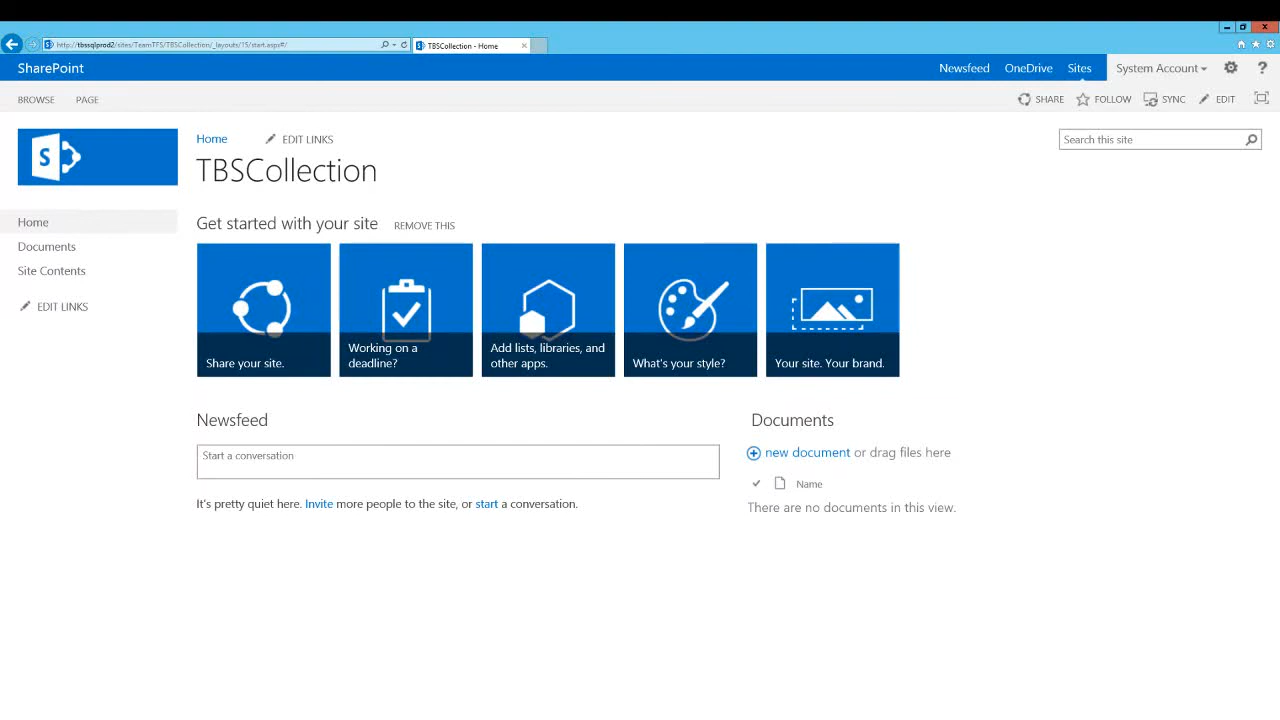 http://tbssqlprod2/sites/TeamTFS/TBSCollection/_layouts/15/start.aspx#/
TBSCollection - Home
SharePoint
Newsfeed
OneDrive
Sites
System Account
?
BROWSE
PAGE
SHARE
FOLLOW
SYNC
EDIT
S
Home
EDIT LINKS
Search this site
TBSCollection
Home
Documents
Site Contents
EDIT LINKS
Get started with your site
REMOVE THIS
Share your site.
Working on a
deadline?
Add lists, libraries, and
other apps.
What's your style?
Your site. Your brand.
Newsfeed
Start a conversation
It's pretty quiet here. Invite more people to the site, or start a conversation.
Documents
new document or drag files here
Name
There are no documents in this view.